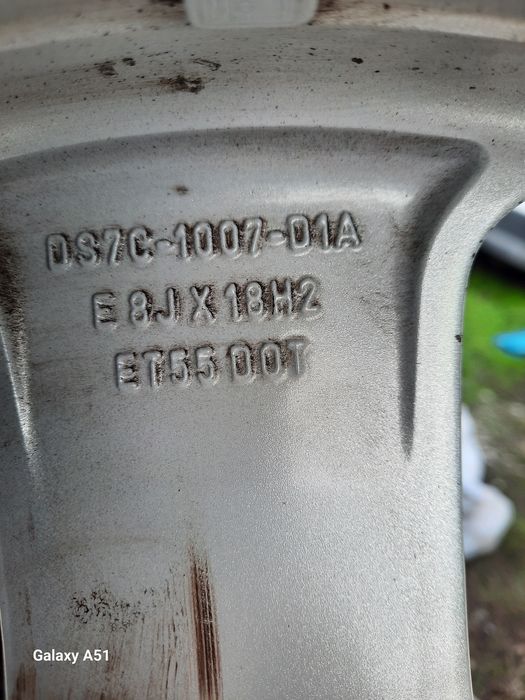 DS7C-1007-D1A
E 8J X 18H2
ET55 DOT
Galaxy A51